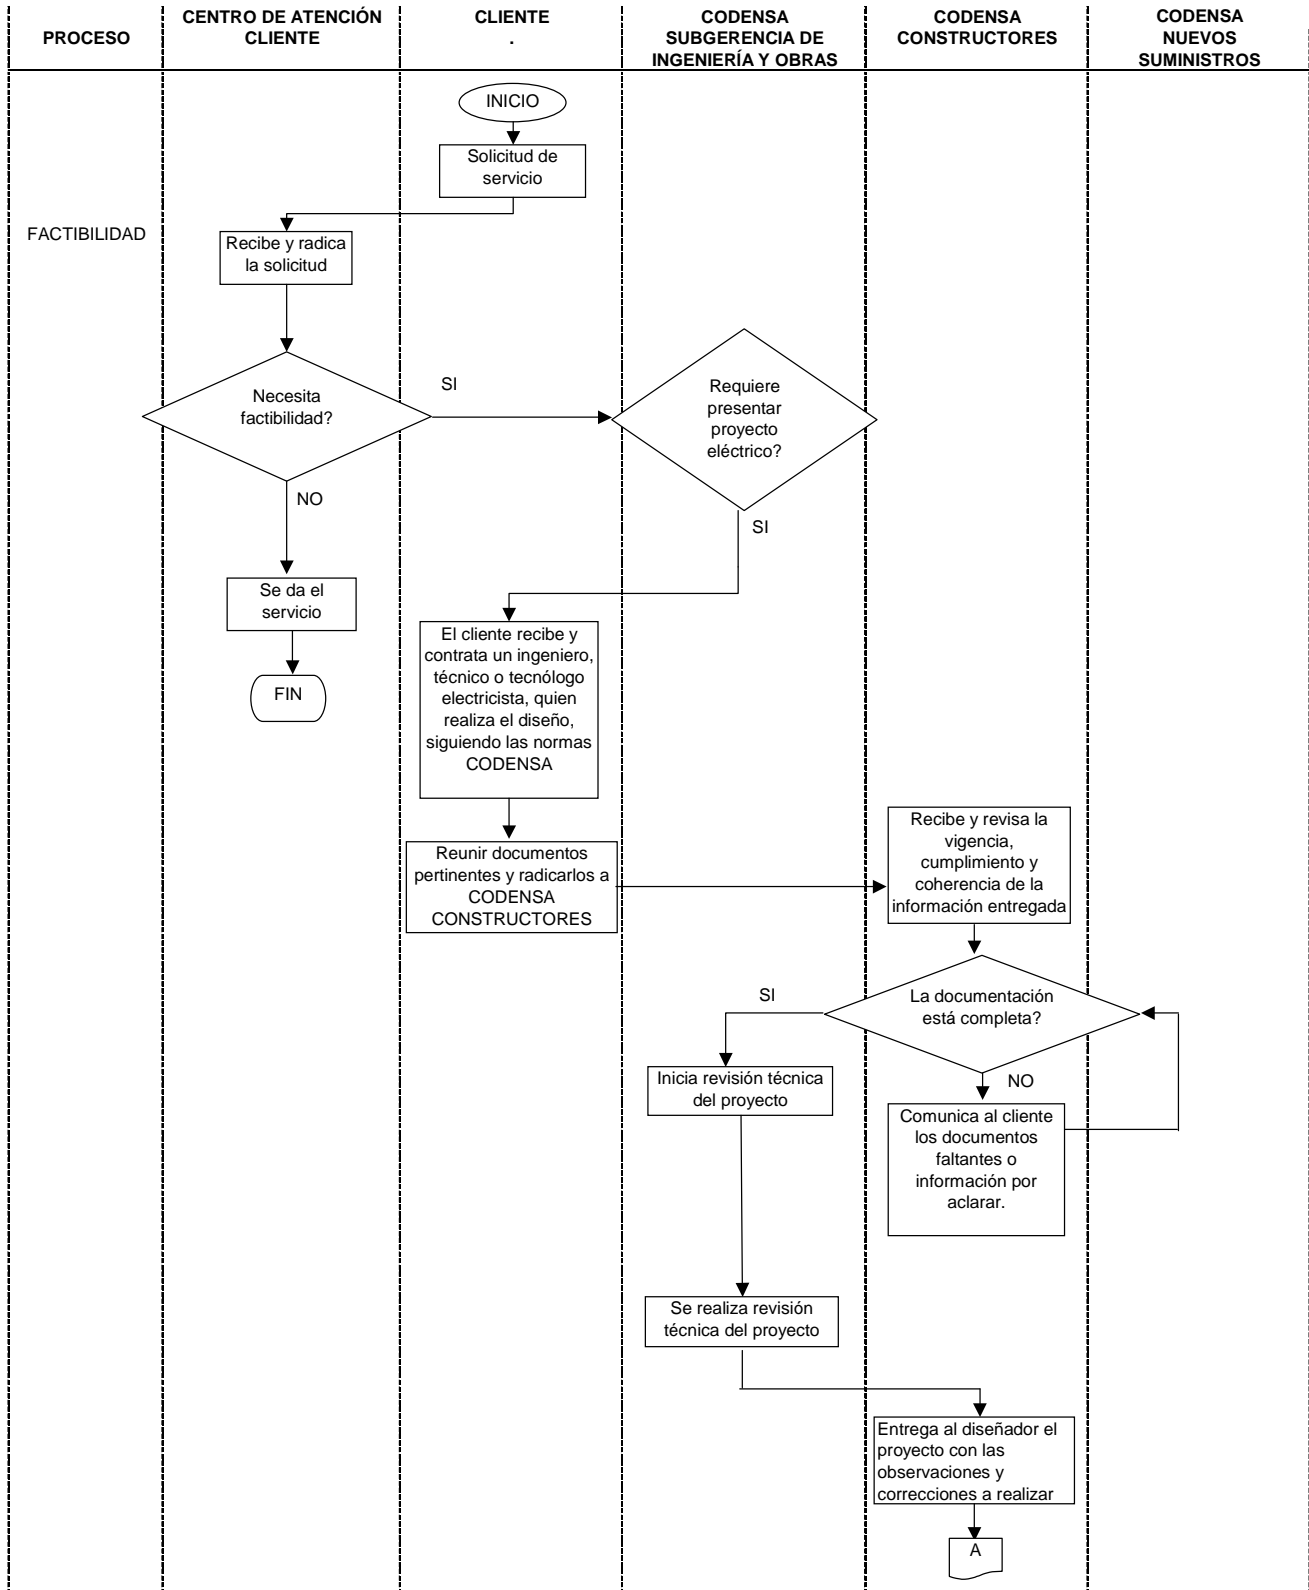 PROCESO
CENTRO DE ATENCIÓN
CLIENTE
CLIENTE
.
CODENSA
SUBGERENCIA DE
INGENIERÍA Y OBRAS
CODENSA
CONSTRUCTORES
CODENSA
NUEVOS
SUMINISTROS
INICIO
Solicitud de
servicio
FACTIBILIDAD
Recibe y radica
la solicitud
Necesita
factibilidad?
SI
Requiere
presentar
proyecto
eléctrico?
NO
SI
Se da el
servicio
FIN
El cliente recibe y
contrata un ingeniero,
técnico o tecnólogo
electricista, quien
realiza el diseño,
siguiendo las normas
CODENSA
Reunir documentos
pertinentes y radicarlos a
CODENSA
CONSTRUCTORES
Recibe y revisa la
vigencia,
cumplimiento y
coherencia de la
información entregada
La documentación
está completa?
SI
NO
Inicia revisión técnica
del proyecto
Comunica al cliente
los documentos
faltantes o
información por
aclarar.
Se realiza revisión
técnica del proyecto
Entrega al diseñador el
proyecto con las
observaciones y
correcciones a realizar
A